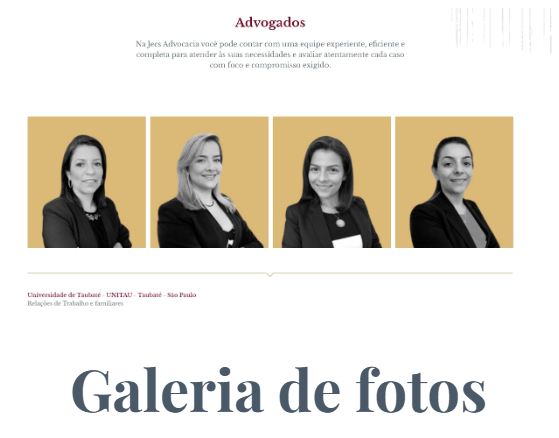 Advogados
Na Jecs Advocacia você pode contar com uma equipe experiente, eficiente e
completa para atender às suas necessidades e avaliar atentamente cada caso
com foco e compromisso exigido.
Universidade de Taubaté - UNITAU - Taubaté - São Paulo
Relações de Trabalho e familiares
Galeria de fotos